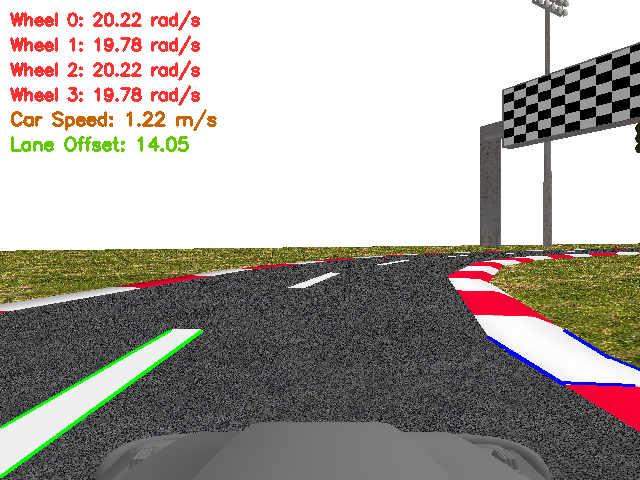 Wheel 0: 20.22 rad/s
Wheel 1: 19.78 rad/s
Wheel 2: 20.22 rad/s
Wheel 3: 19.78 rad/s
Car Speed: 1.22 m/s
Lane Offset: 14.05